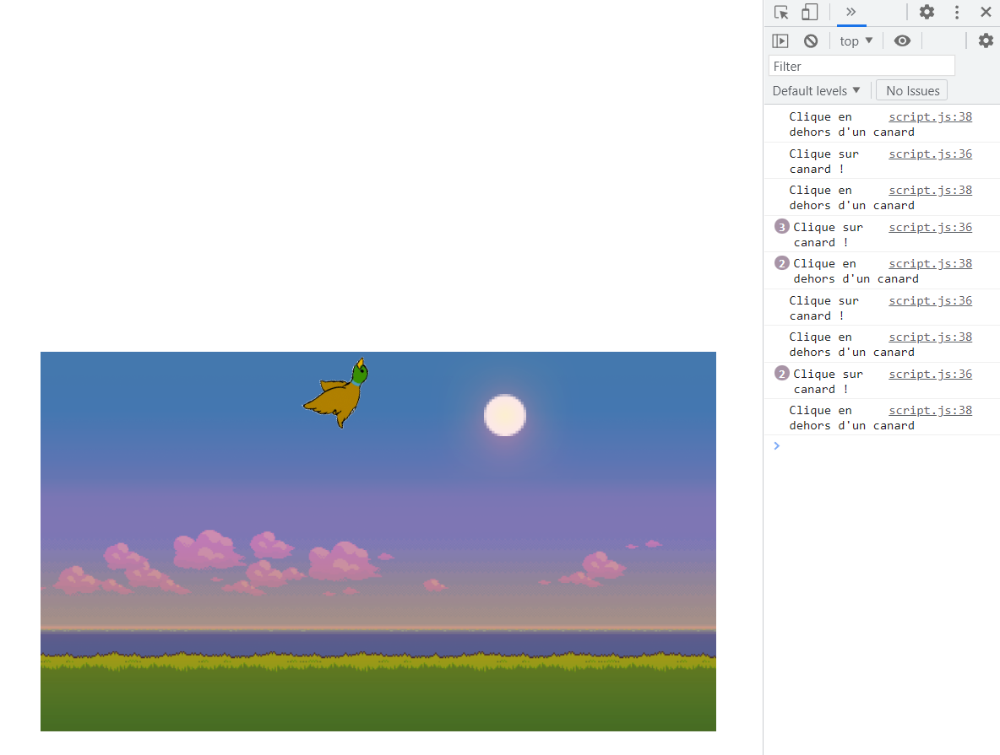 top
Filter
Default levels No Issues
Clique en script.js:38
dehors d'un canard
Clique sur script.js:36
canard !
Clique en script.js:38
dehors d'un canard
3 Clique sur script.js:36
canard !
2 Clique en script.js:38
dehors d'un canard
Clique sur script.js:36
canard !
Clique en script.js:38
dehors d'un canard
2 Clique sur script.js:36
canard !
Clique en script.js:38
dehors d'un canard